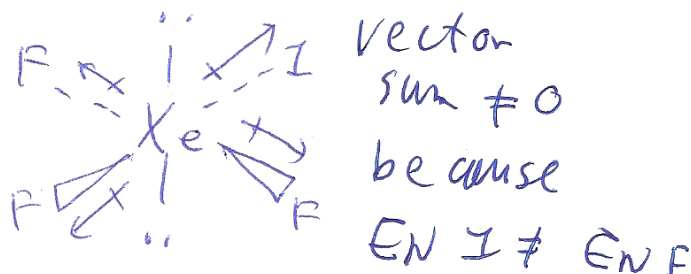 F I
Xe
F F
vector
sum ≠ 0
because
EN I ≠ EN F